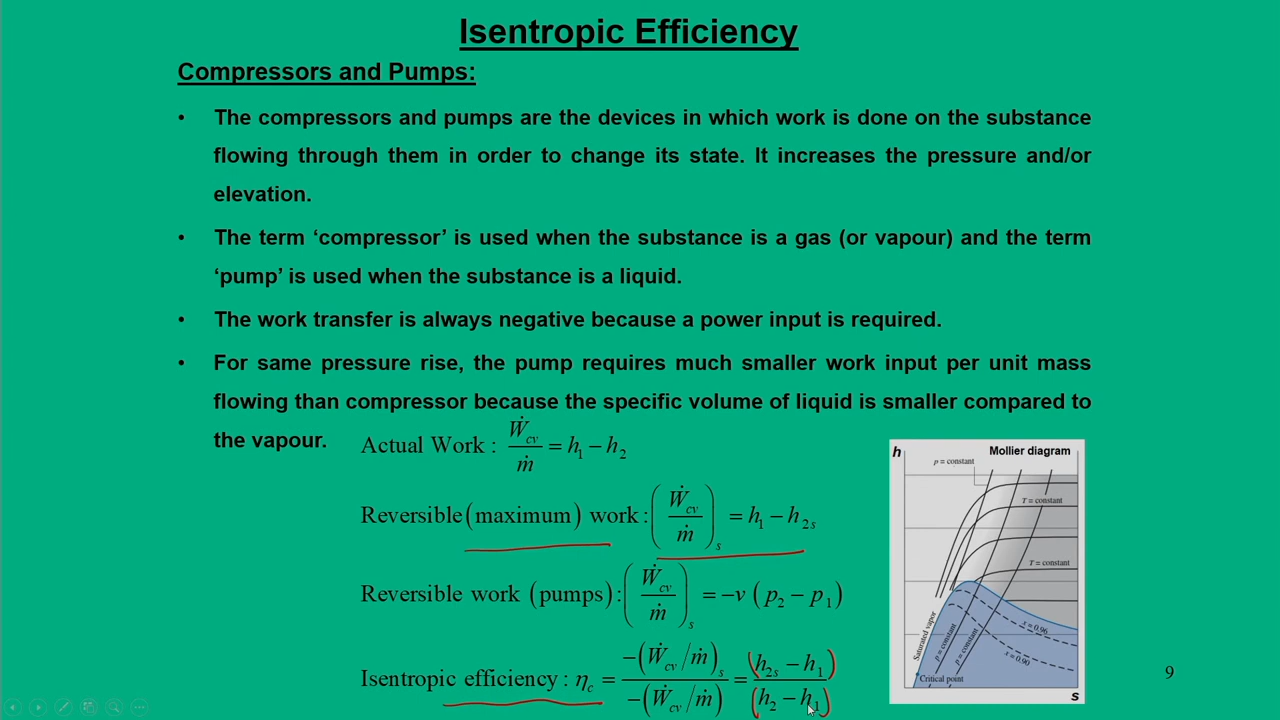 Isentropic Efficiency
Compressors and Pumps:
• The compressors and pumps are the devices in which work is done on the substance
flowing through them in order to change its state. It increases the pressure and/or
elevation.
• The term ‘compressor’ is used when the substance is a gas (or vapour) and the term
‘pump’ is used when the substance is a liquid.
• The work transfer is always negative because a power input is required.
• For same pressure rise, the pump requires much smaller work input per unit mass
flowing than compressor because the specific volume of liquid is smaller compared to
the vapour.
Actual Work : Ẇcv/ṁ = h1 − h2
Reversible (maximum) work : (Ẇcv/ṁ)s = h1 − h2s
Reversible work (pumps) : (Ẇcv/ṁ)s = −v (p2 − p1)
Isentropic efficiency : ηc = −(Ẇcv/ṁ)s / −(Ẇcv/ṁ) = (h2s − h1) / (h2 − h1)
h
Mollier diagram
p = constant
T = constant
T = constant
x = 0.96
x = 0.90
Saturated vapor
p = constant
p = constant
Critical point
s
9